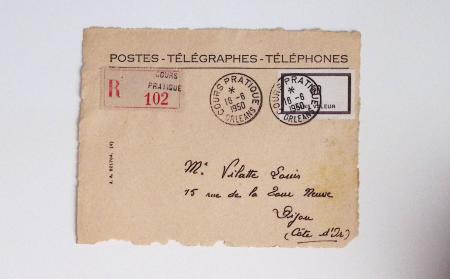 POSTES - TÉLÉGRAPHES - TÉLÉPHONES
COURS
PRATIQUE
R 102
COURS PRATIQUE
*
16-6
1950
ORLEANS
COURS PRATIQUE
*
16-6
1950
ORLEANS
VALEUR
Mr Vilatte Louis
15 rue de la Tour Neuve
Dijon
(Côte d'Or)